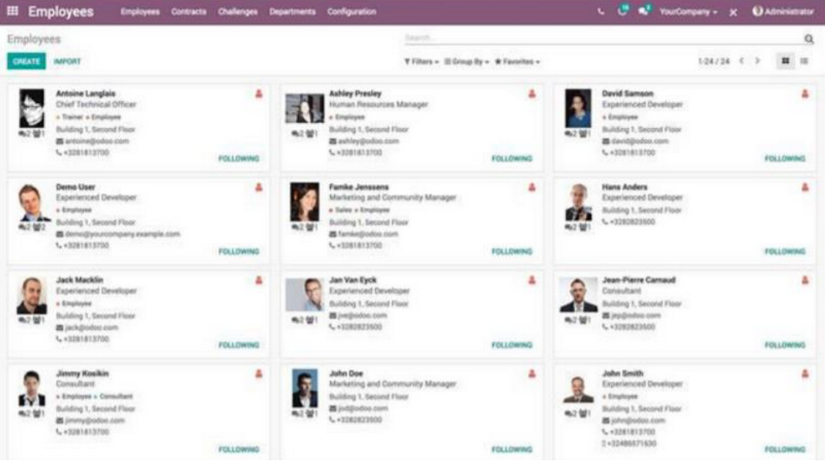 Employees Employees Contracts Challenges Departments Configuration YourCompany Administrator
Employees Search...
CREATE IMPORT Filters Group By Favorites 1-24 / 24
Antoine Langlais
Chief Technical Officer
Trainer Employee
Building 1, Second Floor
antoine@odoo.com
+3281813700
2 1
FOLLOWING
Ashley Presley
Human Resources Manager
Employee
Building 1, Second Floor
ashley@odoo.com
+3281813700
2 1
FOLLOWING
David Samson
Experienced Developer
Employee
Building 1, Second Floor
david@odoo.com
+3281813700
2 1
FOLLOWING
Demo User
Experienced Developer
Employee
Building 1, Second Floor
demo@yourcompany.example.com
+3281813700
2 2
FOLLOWING
Famke Jenssens
Marketing and Community Manager
Sales Employee
Building 1, Second Floor
famke@odoo.com
+3281813700
2 1
FOLLOWING
Hans Anders
Experienced Developer
Employee
Building 1, Second Floor
+3282823500
2 1
FOLLOWING
Jack Macklin
Experienced Developer
Employee
Building 1, Second Floor
jack@odoo.com
+3281813700
2 1
FOLLOWING
Jan Van Eyck
Experienced Developer
Building 1, Second Floor
jve@odoo.com
+3282823500
2 1
FOLLOWING
Jean-Pierre Carnaud
Consultant
Building 1, Second Floor
jep@odoo.com
+3282823500
2 1
FOLLOWING
Jimmy Kosikin
Consultant
Employee Consultant
Building 1, Second Floor
jimmy@odoo.com
+3281813700
2 1
FOLLOWING
John Doe
Marketing and Community Manager
Building 1, Second Floor
jod@odoo.com
+3282823500
2 1
FOLLOWING
John Smith
Experienced Developer
Employee
Building 1, Second Floor
john@odoo.com
+3281813700
+32486571630
2 1
FOLLOWING